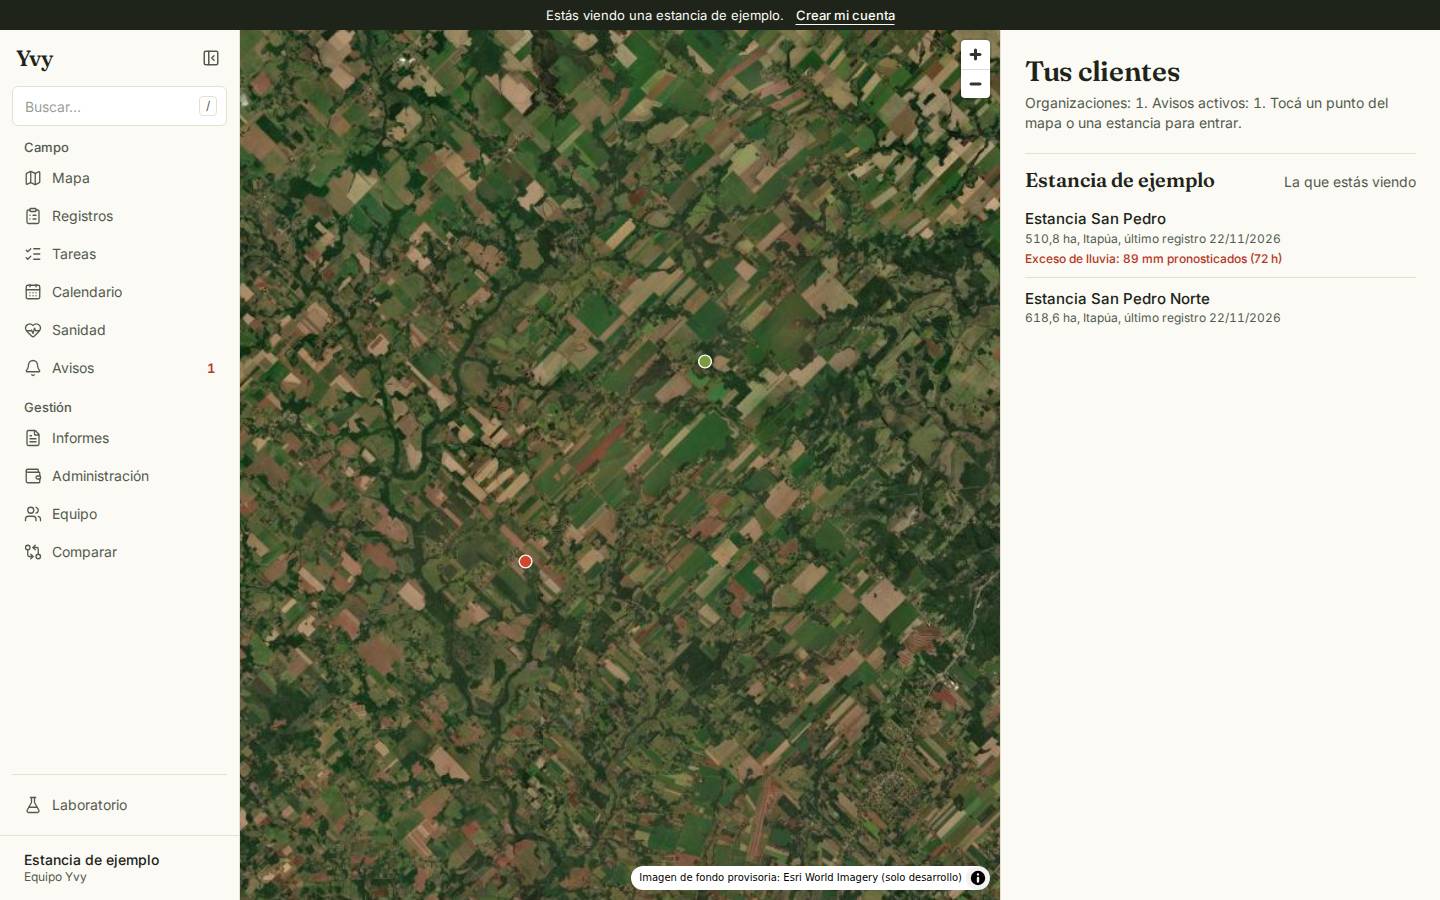 Estás viendo una estancia de ejemplo. Crear mi cuenta
Yvy
Buscar... /
Campo
Mapa
Registros
Tareas
Calendario
Sanidad
Avisos 1
Gestión
Informes
Administración
Equipo
Comparar
Laboratorio
Estancia de ejemplo
Equipo Yvy
+
−
Imagen de fondo provisoria: Esri World Imagery (solo desarrollo)
Tus clientes
Organizaciones: 1. Avisos activos: 1. Tocá un punto del
mapa o una estancia para entrar.
Estancia de ejemplo La que estás viendo
Estancia San Pedro
510,8 ha, Itapúa, último registro 22/11/2026
Exceso de lluvia: 89 mm pronosticados (72 h)
Estancia San Pedro Norte
618,6 ha, Itapúa, último registro 22/11/2026